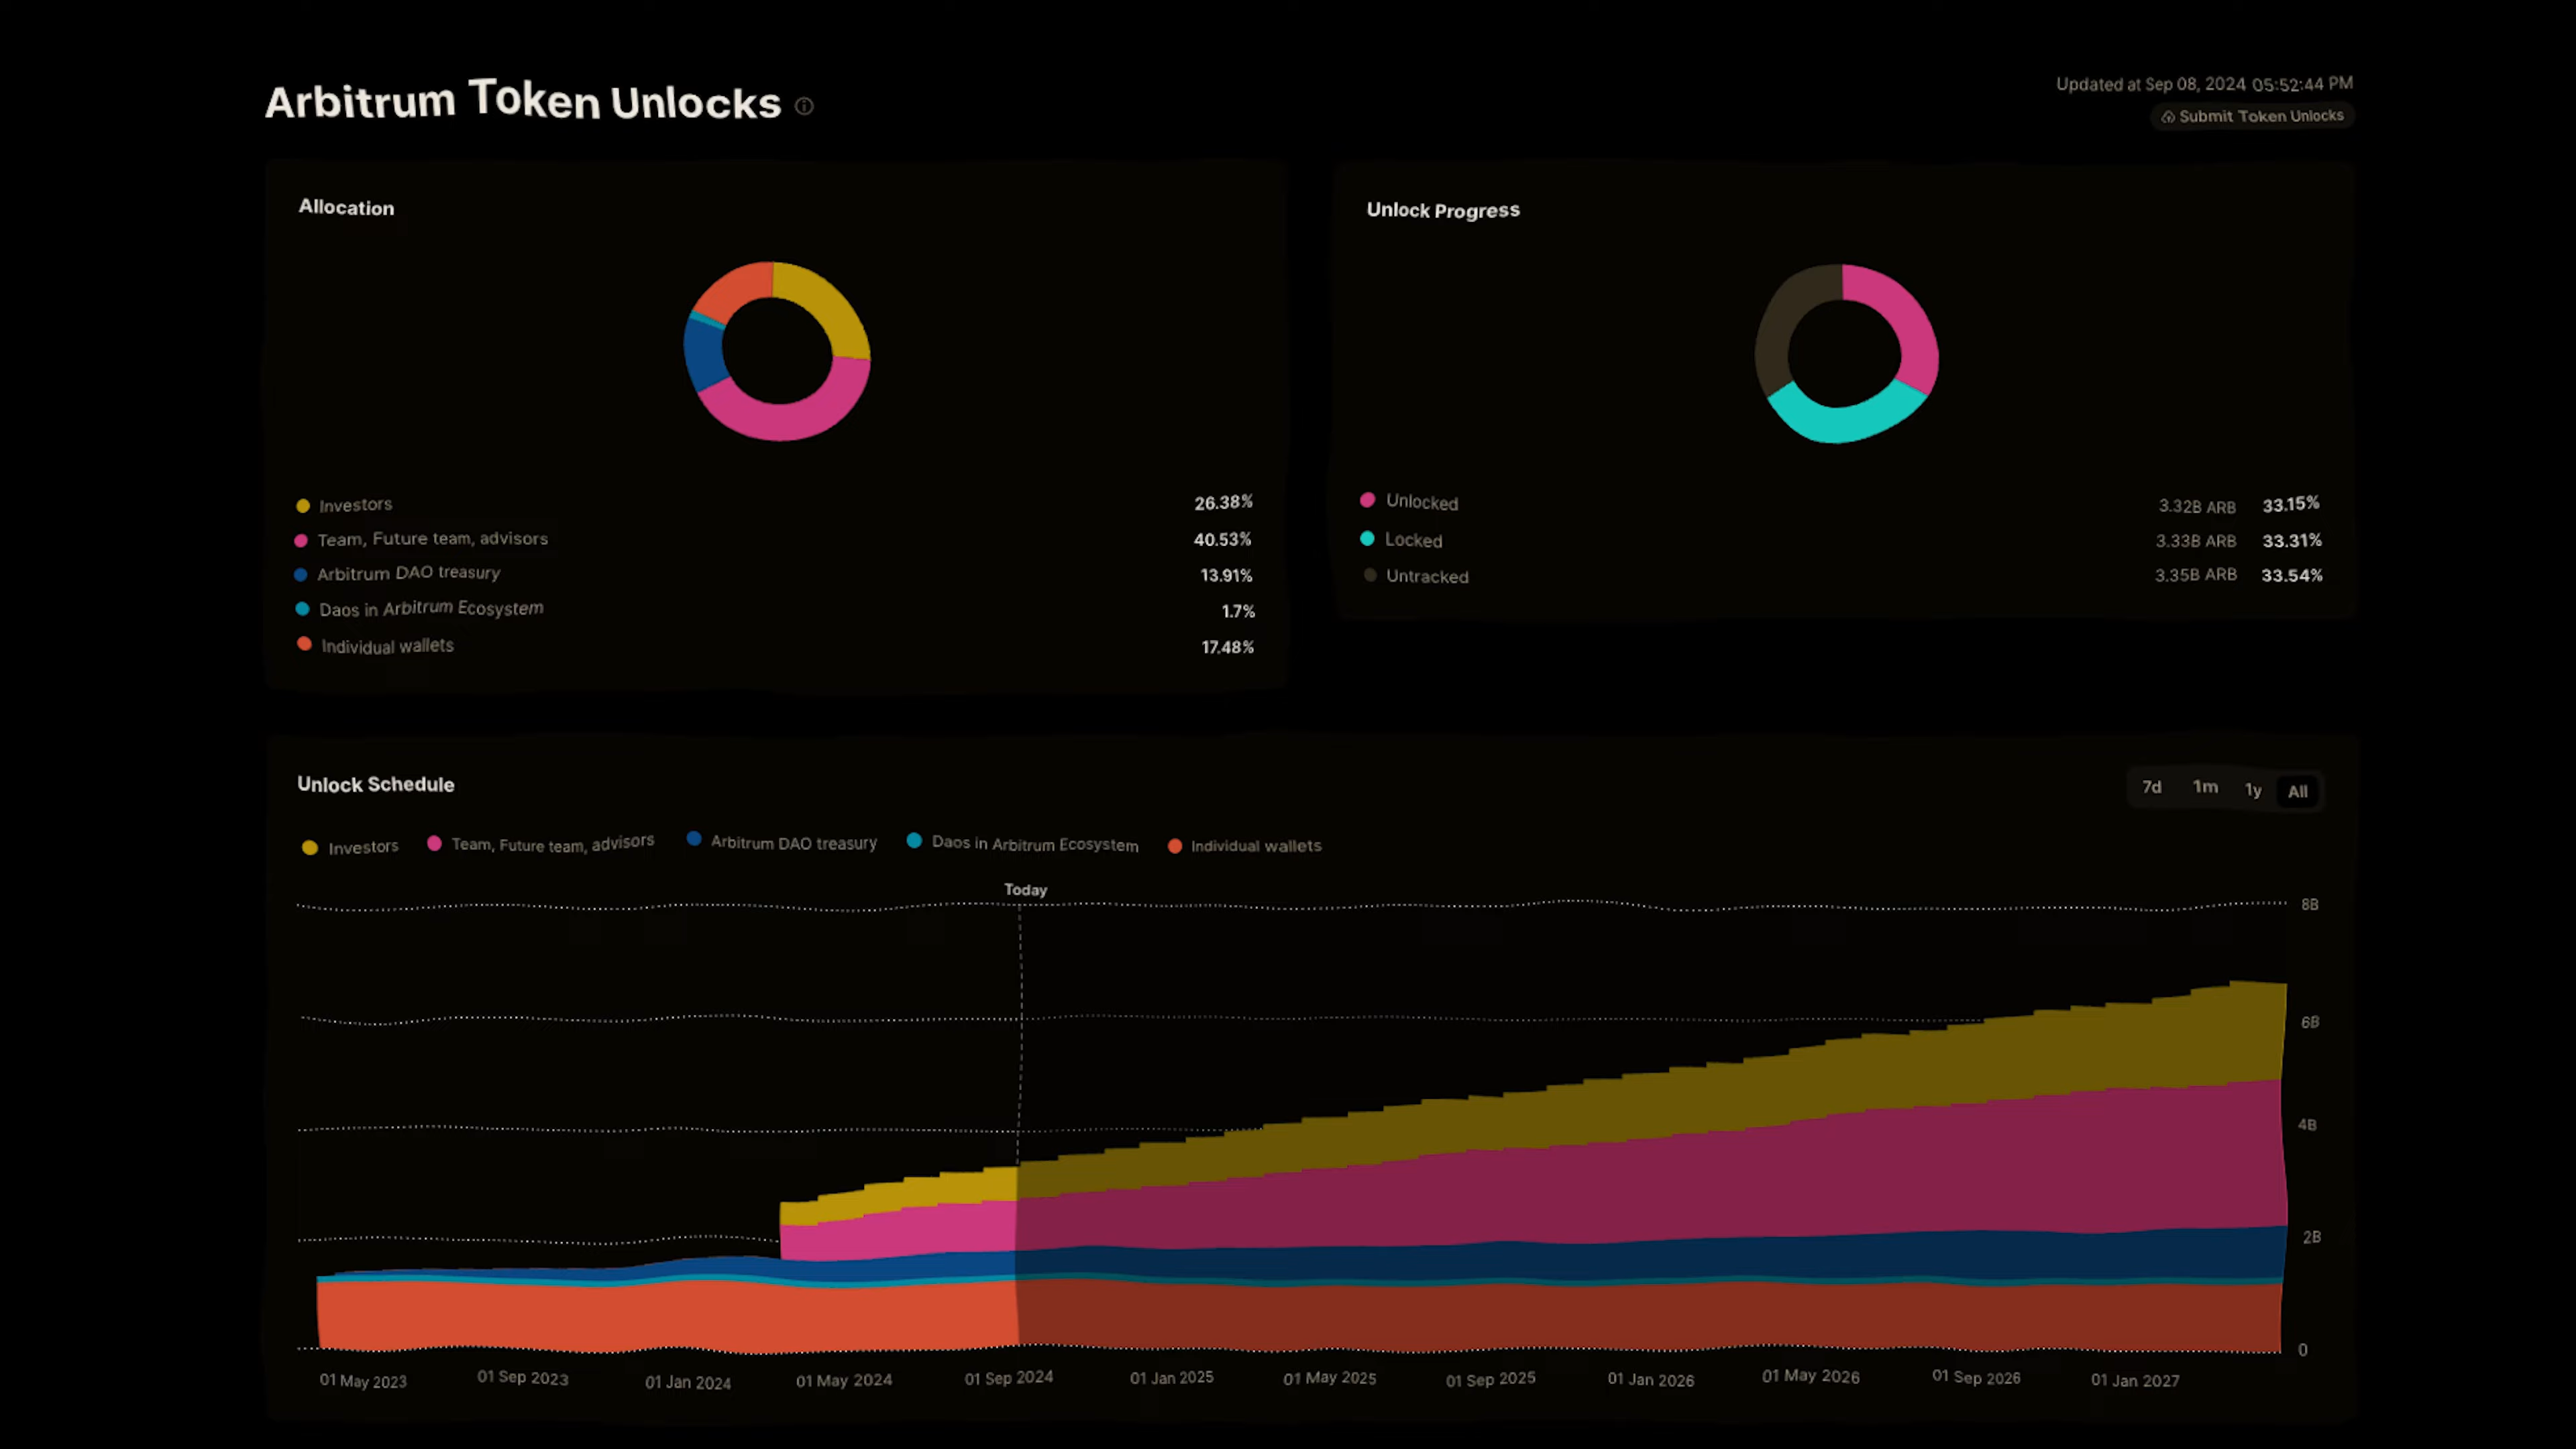 Arbitrum Token Unlocks
Updated at Sep 08, 2024 05:52:44 PM
Submit Token Unlocks
Allocation
Investors 26.38%
Team, Future team, advisors 40.53%
Arbitrum DAO treasury 13.91%
Daos in Arbitrum Ecosystem 1.7%
Individual wallets 17.48%
Unlock Progress
Unlocked 3.32B ARB 33.15%
Locked 3.33B ARB 33.31%
Untracked 3.35B ARB 33.54%
Unlock Schedule
7d 1m 1y All
Investors Team, Future team, advisors Arbitrum DAO treasury Daos in Arbitrum Ecosystem Individual wallets
Today
8B
6B
4B
2B
0
01 May 2023 01 Sep 2023 01 Jan 2024 01 May 2024 01 Sep 2024 01 Jan 2025 01 May 2025 01 Sep 2025 01 Jan 2026 01 May 2026 01 Sep 2026 01 Jan 2027